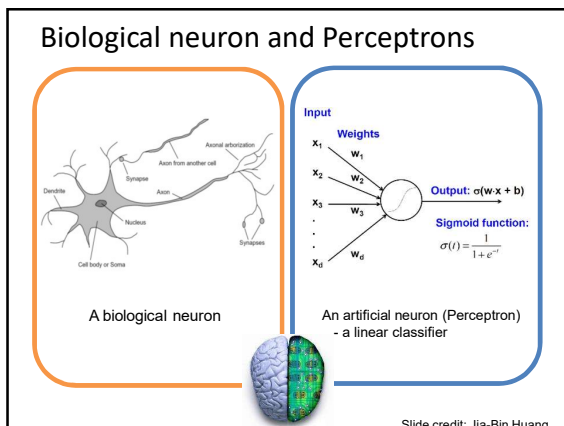 Biological neuron and Perceptrons
Axonal arborization
Axon from another cell
Synapse
Dendrite
Axon
Nucleus
Synapses
Cell body or Soma
A biological neuron
Input
Weights
x1
w1
x2
w2
x3
w3
.
.
.
xd
wd
Output: σ(w·x + b)
Sigmoid function:
σ(t) = 1 / 1 + e^-t
An artificial neuron (Perceptron)
- a linear classifier
Slide credit: Jia-Bin Huang